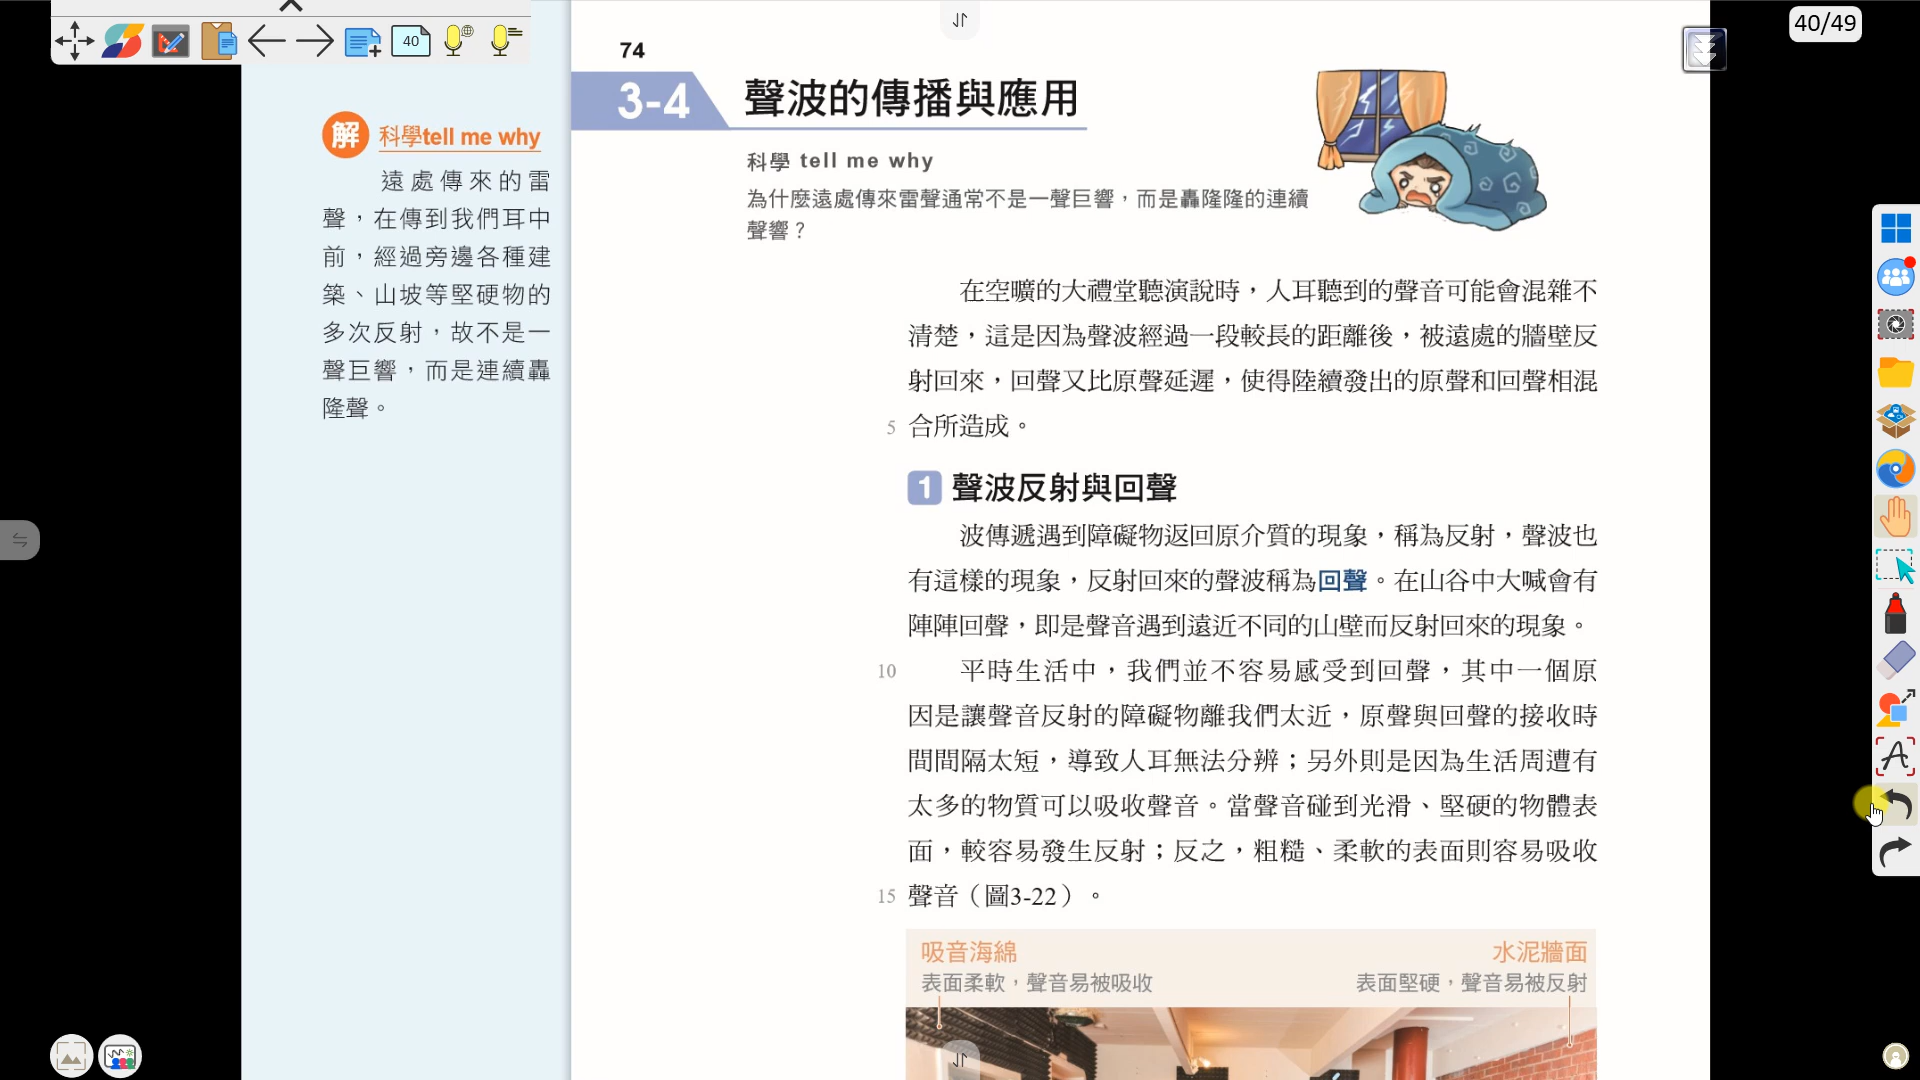 40/49
40
解 科學tell me why
遠處傳來的雷
聲，在傳到我們耳中
前，經過旁邊各種建
築、山坡等堅硬物的
多次反射，故不是一
聲巨響，而是連續轟
隆聲。
74
3-4 聲波的傳播與應用
科學 tell me why
為什麼遠處傳來雷聲通常不是一聲巨響，而是轟隆隆的連續
聲響？
在空曠的大禮堂聽演說時，人耳聽到的聲音可能會混雜不
清楚，這是因為聲波經過一段較長的距離後，被遠處的牆壁反
射回來，回聲又比原聲延遲，使得陸續發出的原聲和回聲相混
5 合所造成。
1 聲波反射與回聲
波傳遞遇到障礙物返回原介質的現象，稱為反射，聲波也
有這樣的現象，反射回來的聲波稱為回聲。在山谷中大喊會有
陣陣回聲，即是聲音遇到遠近不同的山壁而反射回來的現象。
10 平時生活中，我們並不容易感受到回聲，其中一個原
因是讓聲音反射的障礙物離我們太近，原聲與回聲的接收時
間間隔太短，導致人耳無法分辨；另外則是因為生活周遭有
太多的物質可以吸收聲音。當聲音碰到光滑、堅硬的物體表
面，較容易發生反射；反之，粗糙、柔軟的表面則容易吸收
15 聲音（圖3-22）。
吸音海綿 水泥牆面
表面柔軟，聲音易被吸收 表面堅硬，聲音易被反射